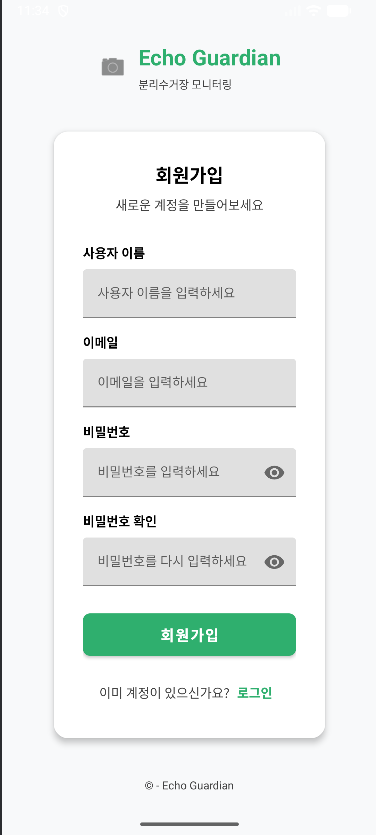 11:34
Echo Guardian
분리수거장 모니터링
회원가입
새로운 계정을 만들어보세요
사용자 이름
사용자 이름을 입력하세요
이메일
이메일을 입력하세요
비밀번호
비밀번호를 입력하세요
비밀번호 확인
비밀번호를 다시 입력하세요
회원가입
이미 계정이 있으신가요? 로그인
© - Echo Guardian